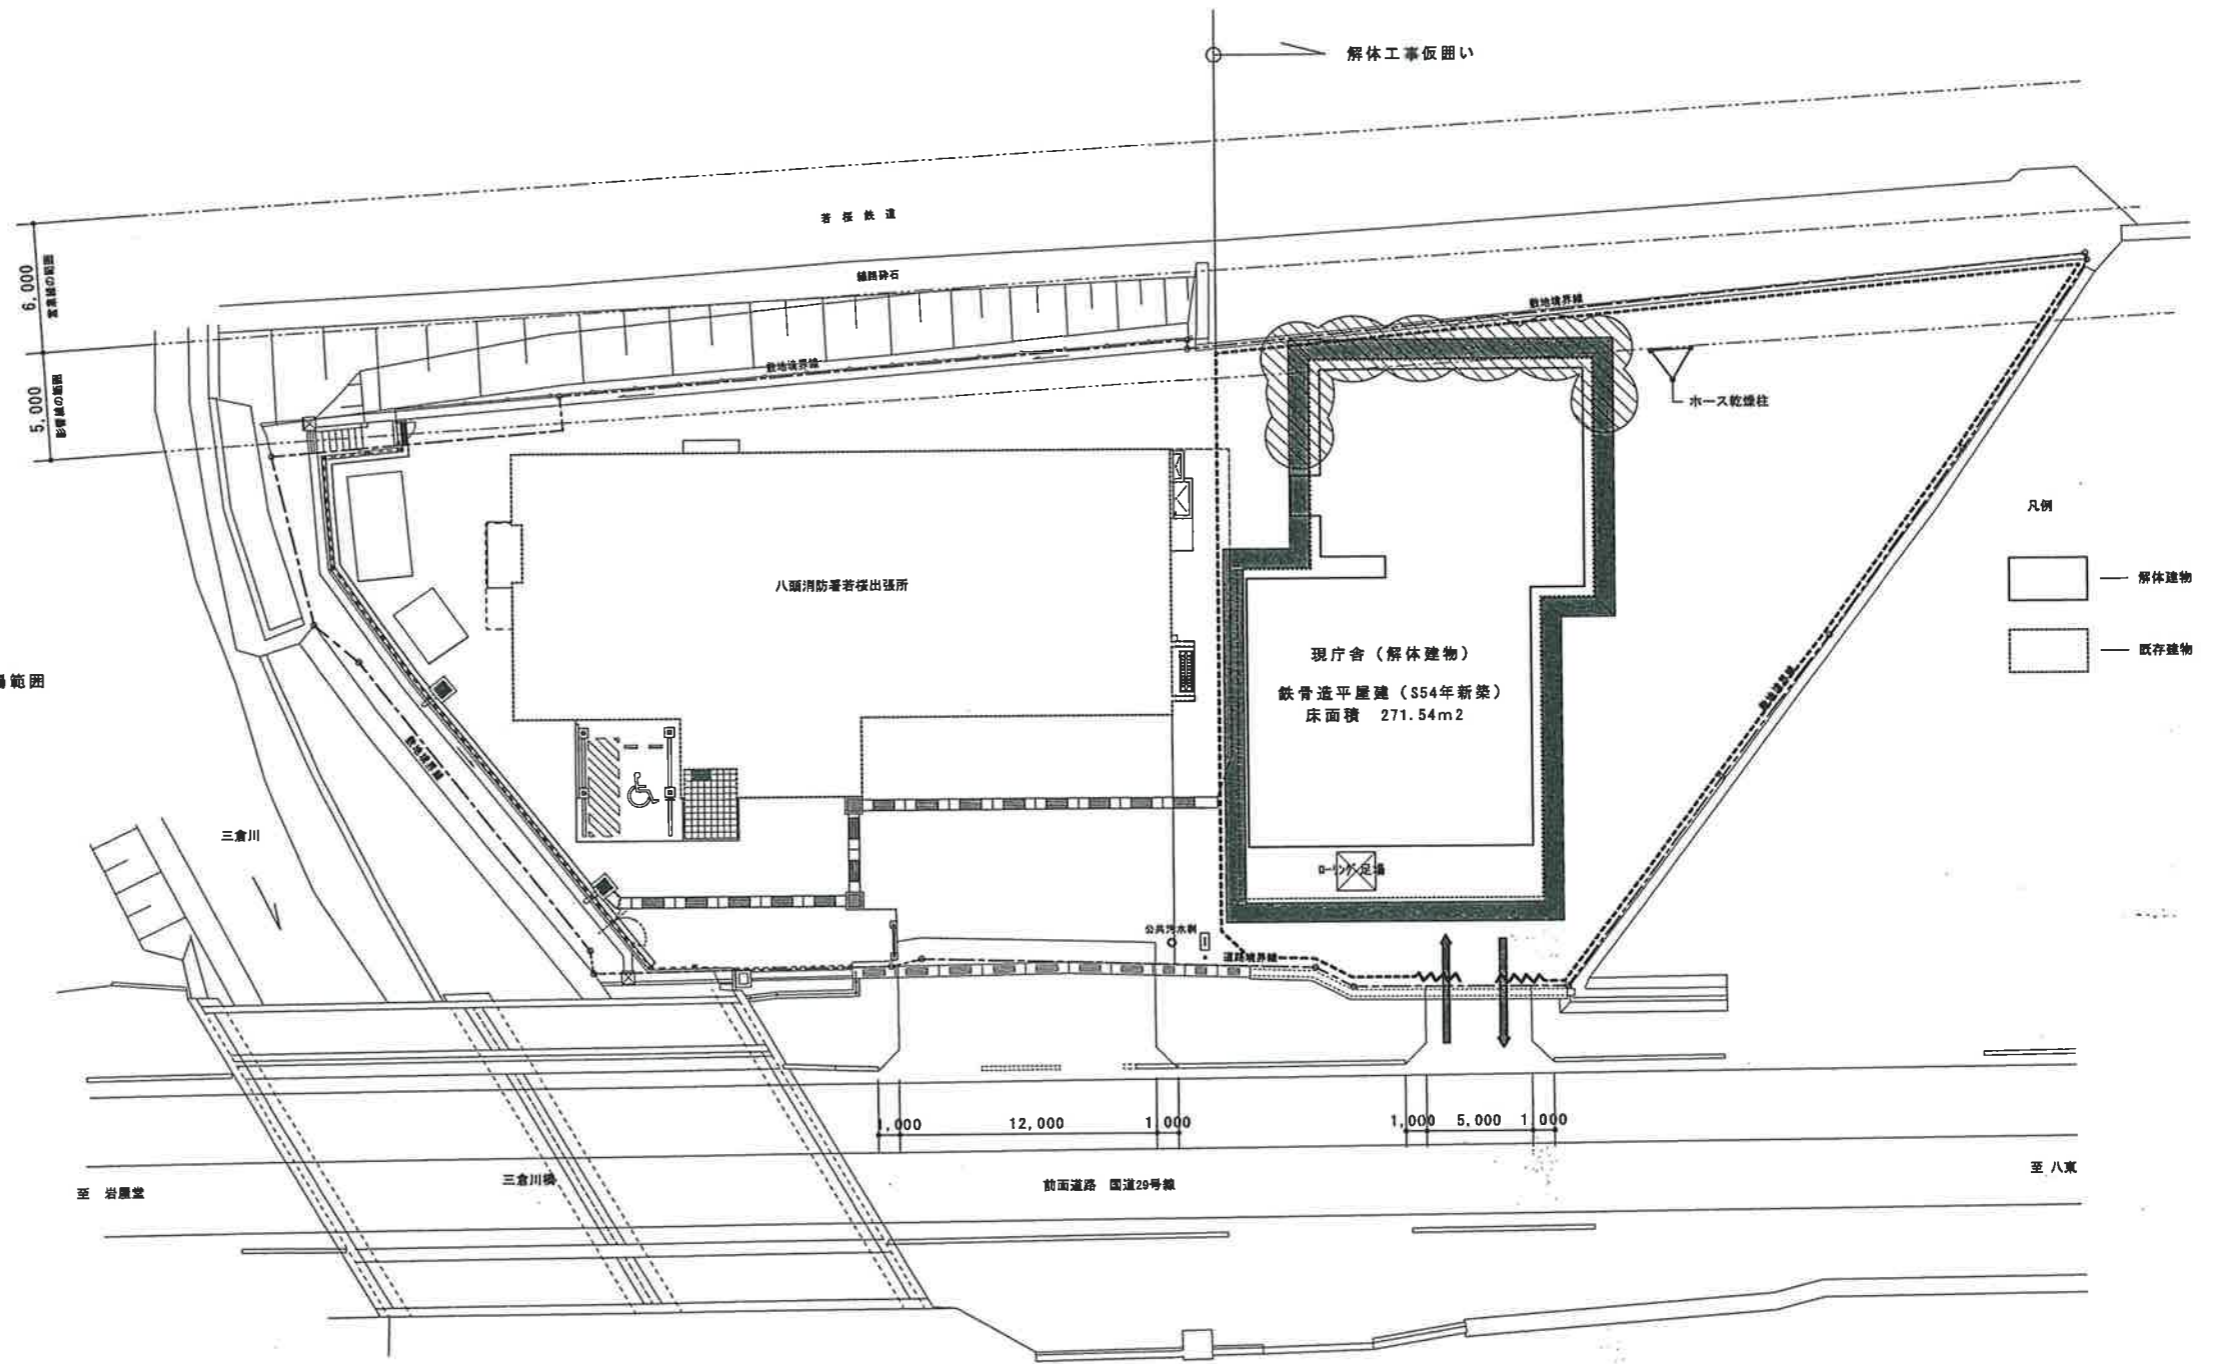 解体工事仮囲い
若桜鉄道
線路砕石
6,000
営業線の範囲
5,000
影響線の範囲
敷地境界線
敷地境界線
ホース乾燥柱
凡例
解体建物
既存建物
八頭消防署若桜出張所
現庁舎（解体建物）
鉄骨造平屋建（S54年新築）
床面積 271.54m2
範囲
敷地境界線
敷地境界線
三倉川
ローリング足場
公共汚水桝
道路境界線
1,000
12,000
1,000
1,000
5,000
1,000
至 岩屋堂
三倉川橋
前面道路 国道29号線
至 八東